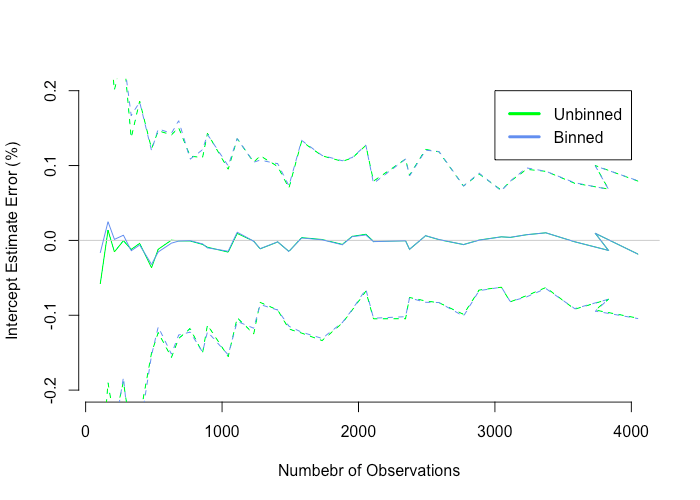 Intercept Estimate Error (%)
0.2
0.1
0.0
-0.1
-0.2
Unbinned
Binned
0 1000 2000 3000 4000
Numbebr of Observations